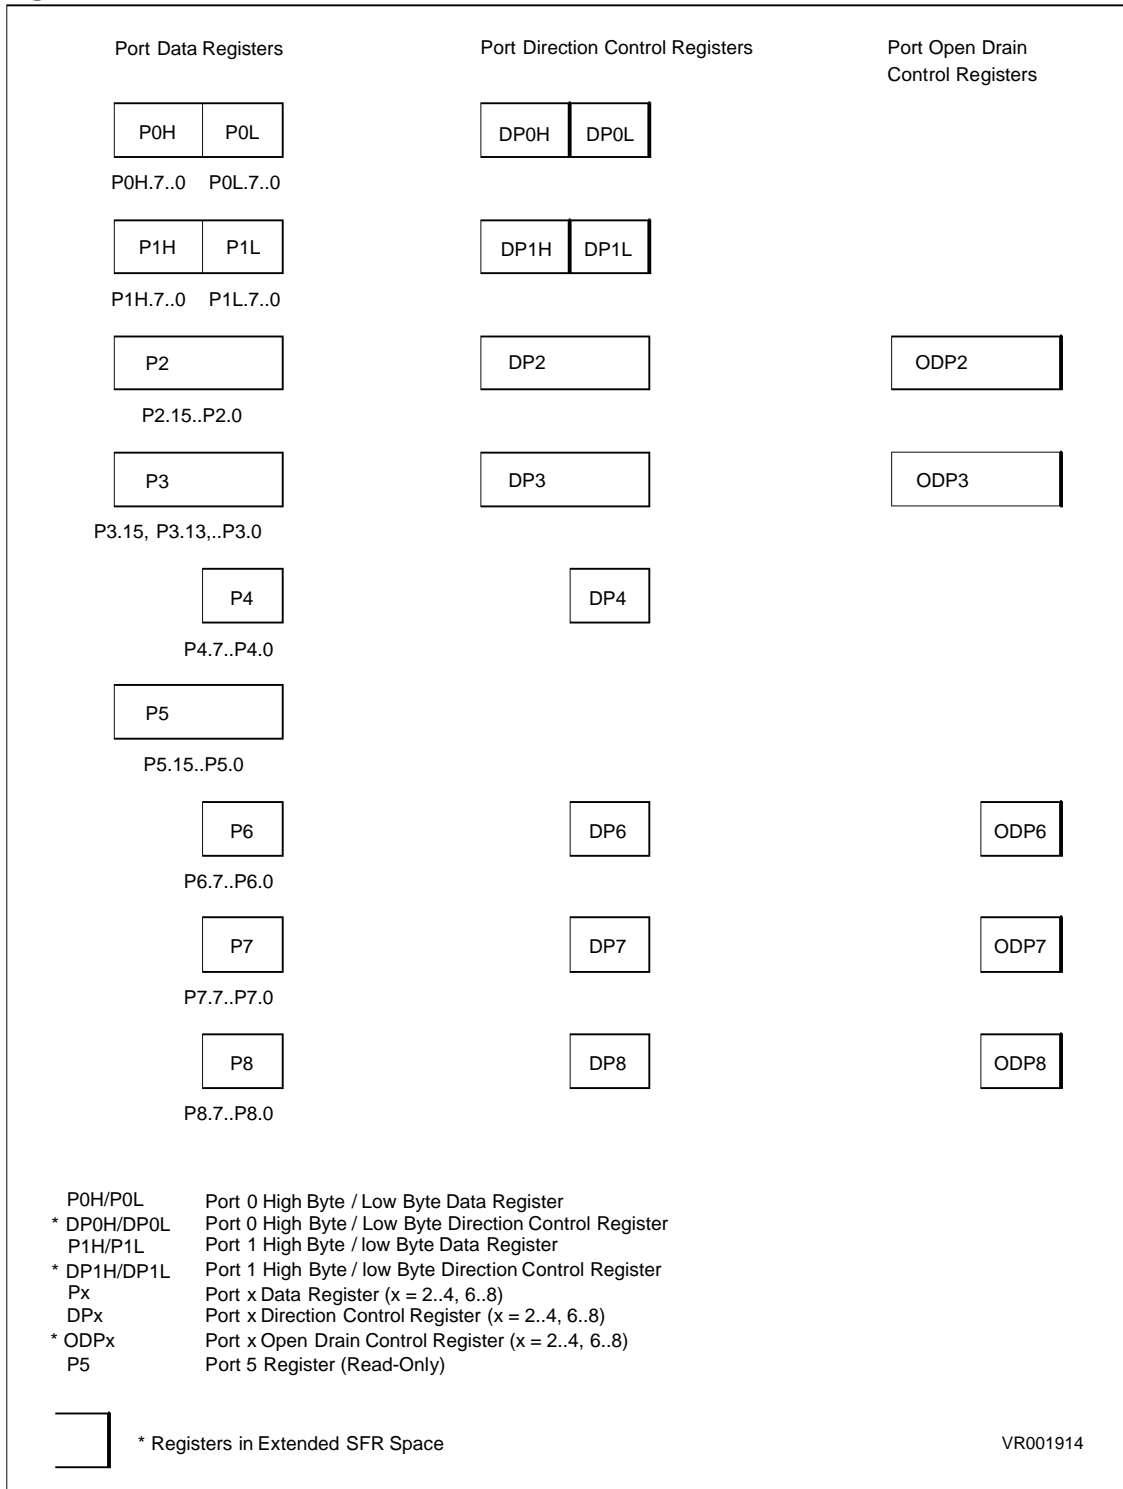 Port Data Registers Port Direction Control Registers Port Open Drain
Control Registers
P0H P0L DP0H DP0L
P0H.7..0 P0L.7..0
P1H P1L DP1H DP1L
P1H.7..0 P1L.7..0
P2 DP2 ODP2
P2.15..P2.0
P3 DP3 ODP3
P3.15, P3.13,..P3.0
P4 DP4
P4.7..P4.0
P5
P5.15..P5.0
P6 DP6 ODP6
P6.7..P6.0
P7 DP7 ODP7
P7.7..P7.0
P8 DP8 ODP8
P8.7..P8.0
P0H/P0L Port 0 High Byte / Low Byte Data Register
* DP0H/DP0L Port 0 High Byte / Low Byte Direction Control Register
P1H/P1L Port 1 High Byte / low Byte Data Register
* DP1H/DP1L Port 1 High Byte / low Byte Direction Control Register
Px Port x Data Register (x = 2..4, 6..8)
DPx Port x Direction Control Register (x = 2..4, 6..8)
* ODPx Port x Open Drain Control Register (x = 2..4, 6..8)
P5 Port 5 Register (Read-Only)
* Registers in Extended SFR Space VR001914